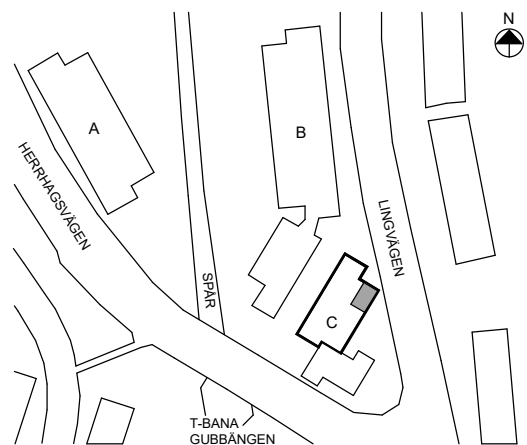 N
A
B
HERRHAGSVÄGEN
LINGVÄGEN
SPÅR
C
T-BANA
GUBBÄNGEN